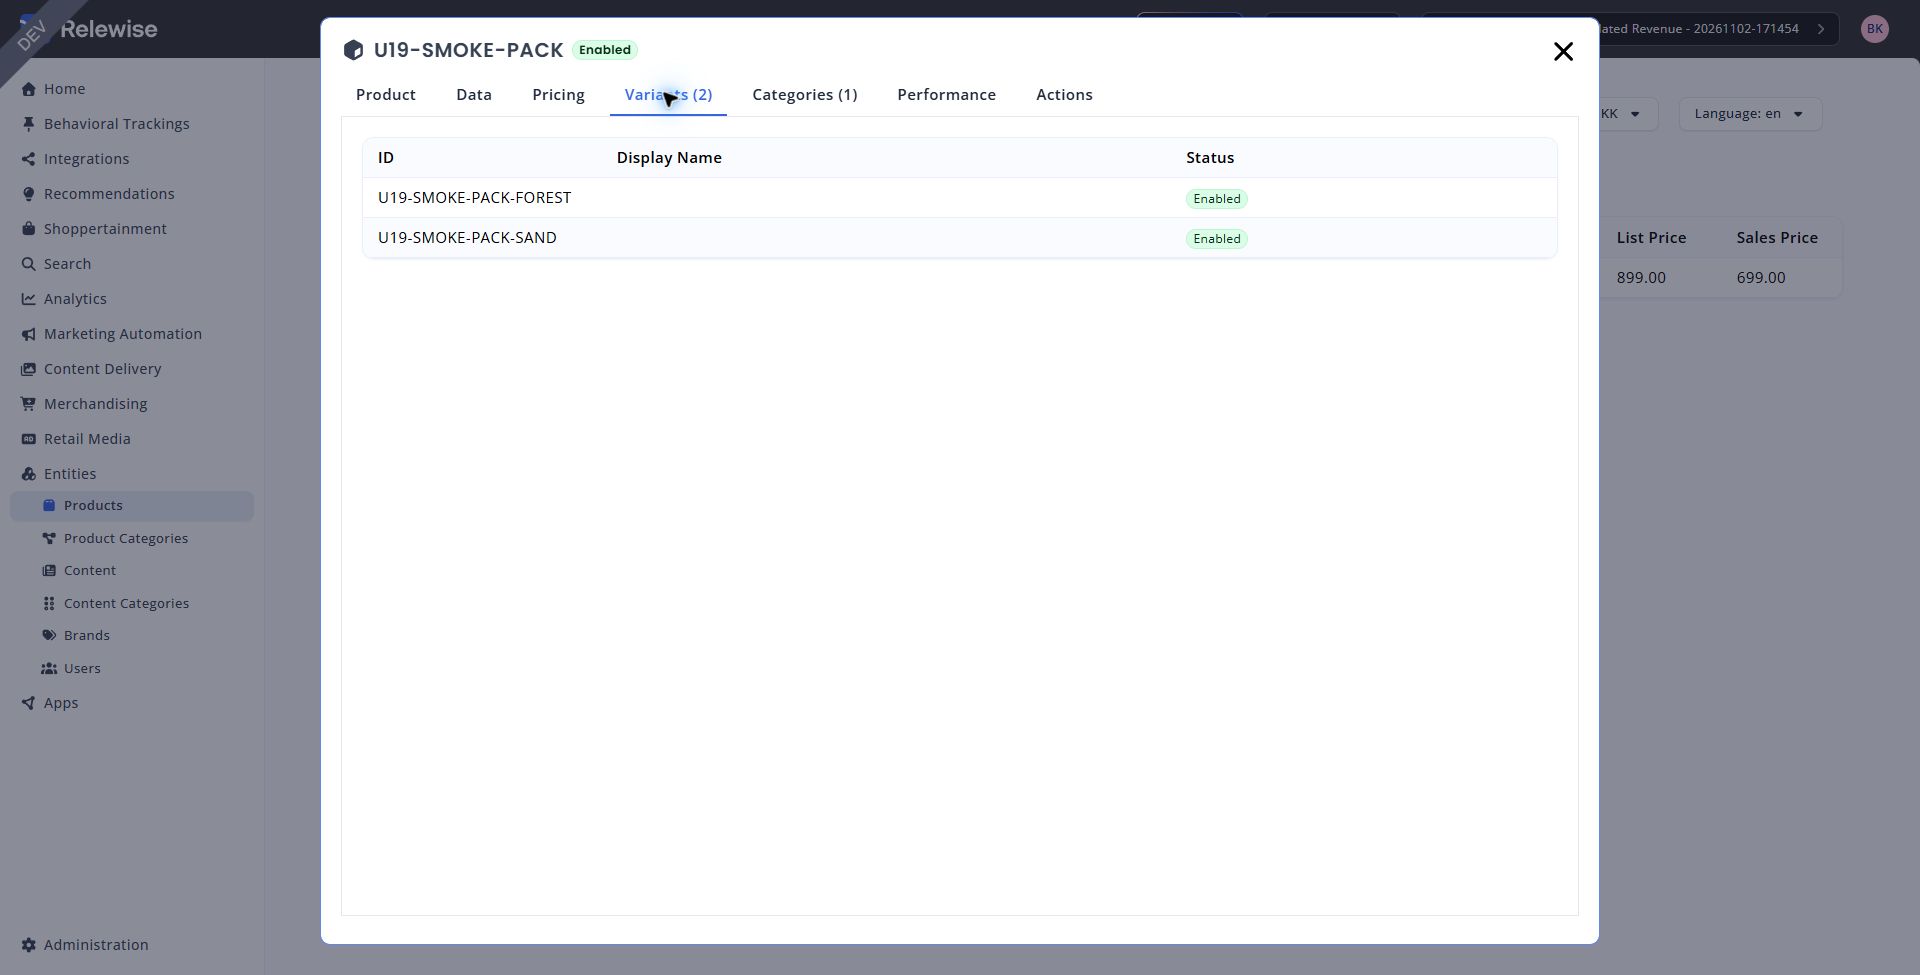 DEV
Relewise
lated Revenue - 20261102-171454
BK
Home
Behavioral Trackings
Integrations
Recommendations
Shoppertainment
Search
Analytics
Marketing Automation
Content Delivery
Merchandising
Retail Media
Entities
Products
Product Categories
Content
Content Categories
Brands
Users
Apps
Administration
U19-SMOKE-PACK Enabled
Product Data Pricing Variants (2) Categories (1) Performance Actions
ID Display Name Status
U19-SMOKE-PACK-FOREST Enabled
U19-SMOKE-PACK-SAND Enabled
KK Language: en
List Price Sales Price
899.00 699.00